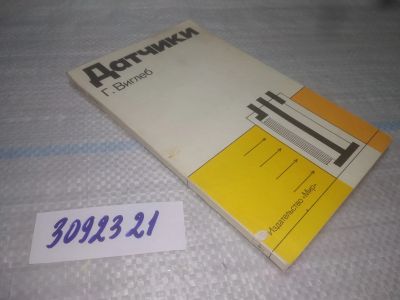 Датчики
Г. Виглеб
Издательство «Мир»
3092321